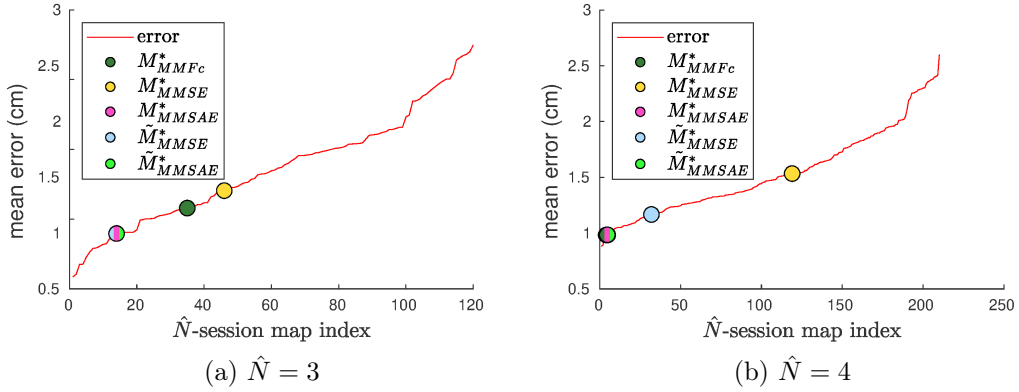 3
2.5
2
1.5
1
0.5
mean error (cm)
error
M*MMFc
M*MMSE
M*MMSAE
M̃*MMSE
M̃*MMSAE
0 20 40 60 80 100 120
N̂-session map index
(a) N̂ = 3
3
2.5
2
1.5
1
0.5
mean error (cm)
error
M*MMFc
M*MMSE
M*MMSAE
M̃*MMSE
M̃*MMSAE
0 50 100 150 200 250
N̂-session map index
(b) N̂ = 4